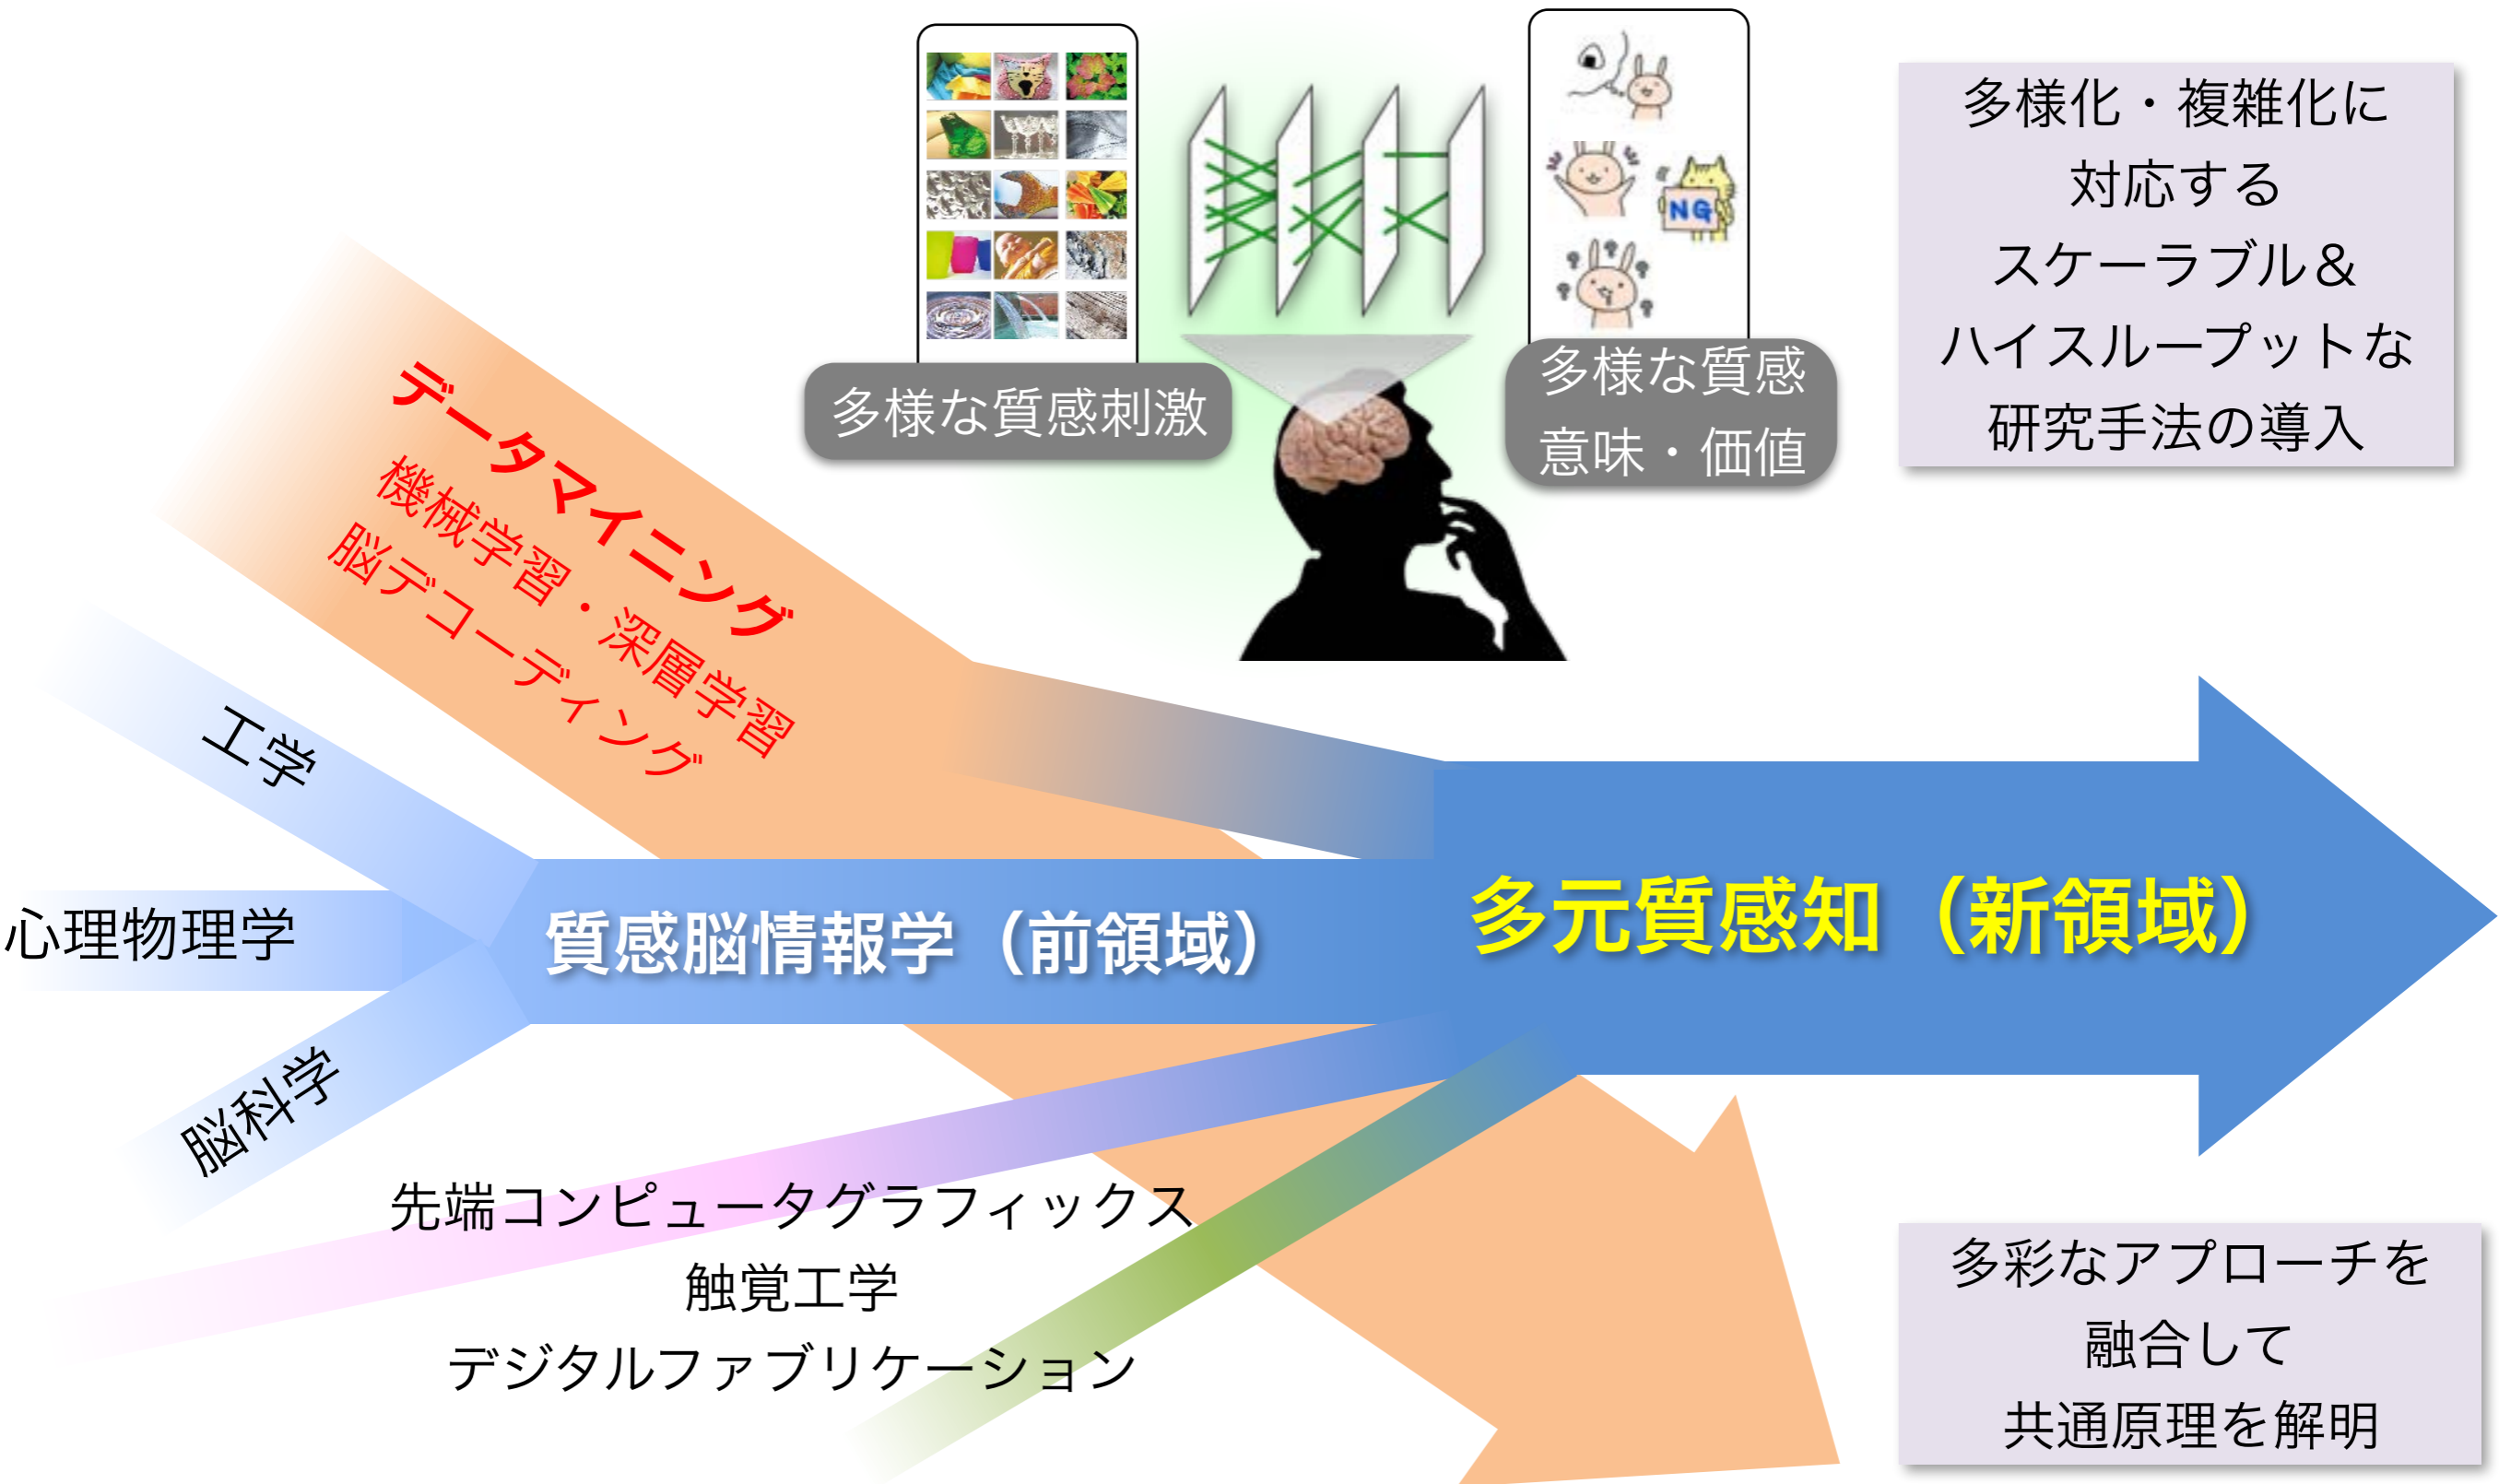 多様化・複雑化に
対応する
スケーラブル＆
ハイスループットな
研究手法の導入
NG
多様な質感刺激
多様な質感
意味・価値
データマイニング
機械学習・深層学習
脳デコーディング
工学
心理物理学
脳科学
質感脳情報学（前領域）
多元質感知（新領域）
先端コンピュータグラフィックス
触覚工学
デジタルファブリケーション
多彩なアプローチを
融合して
共通原理を解明